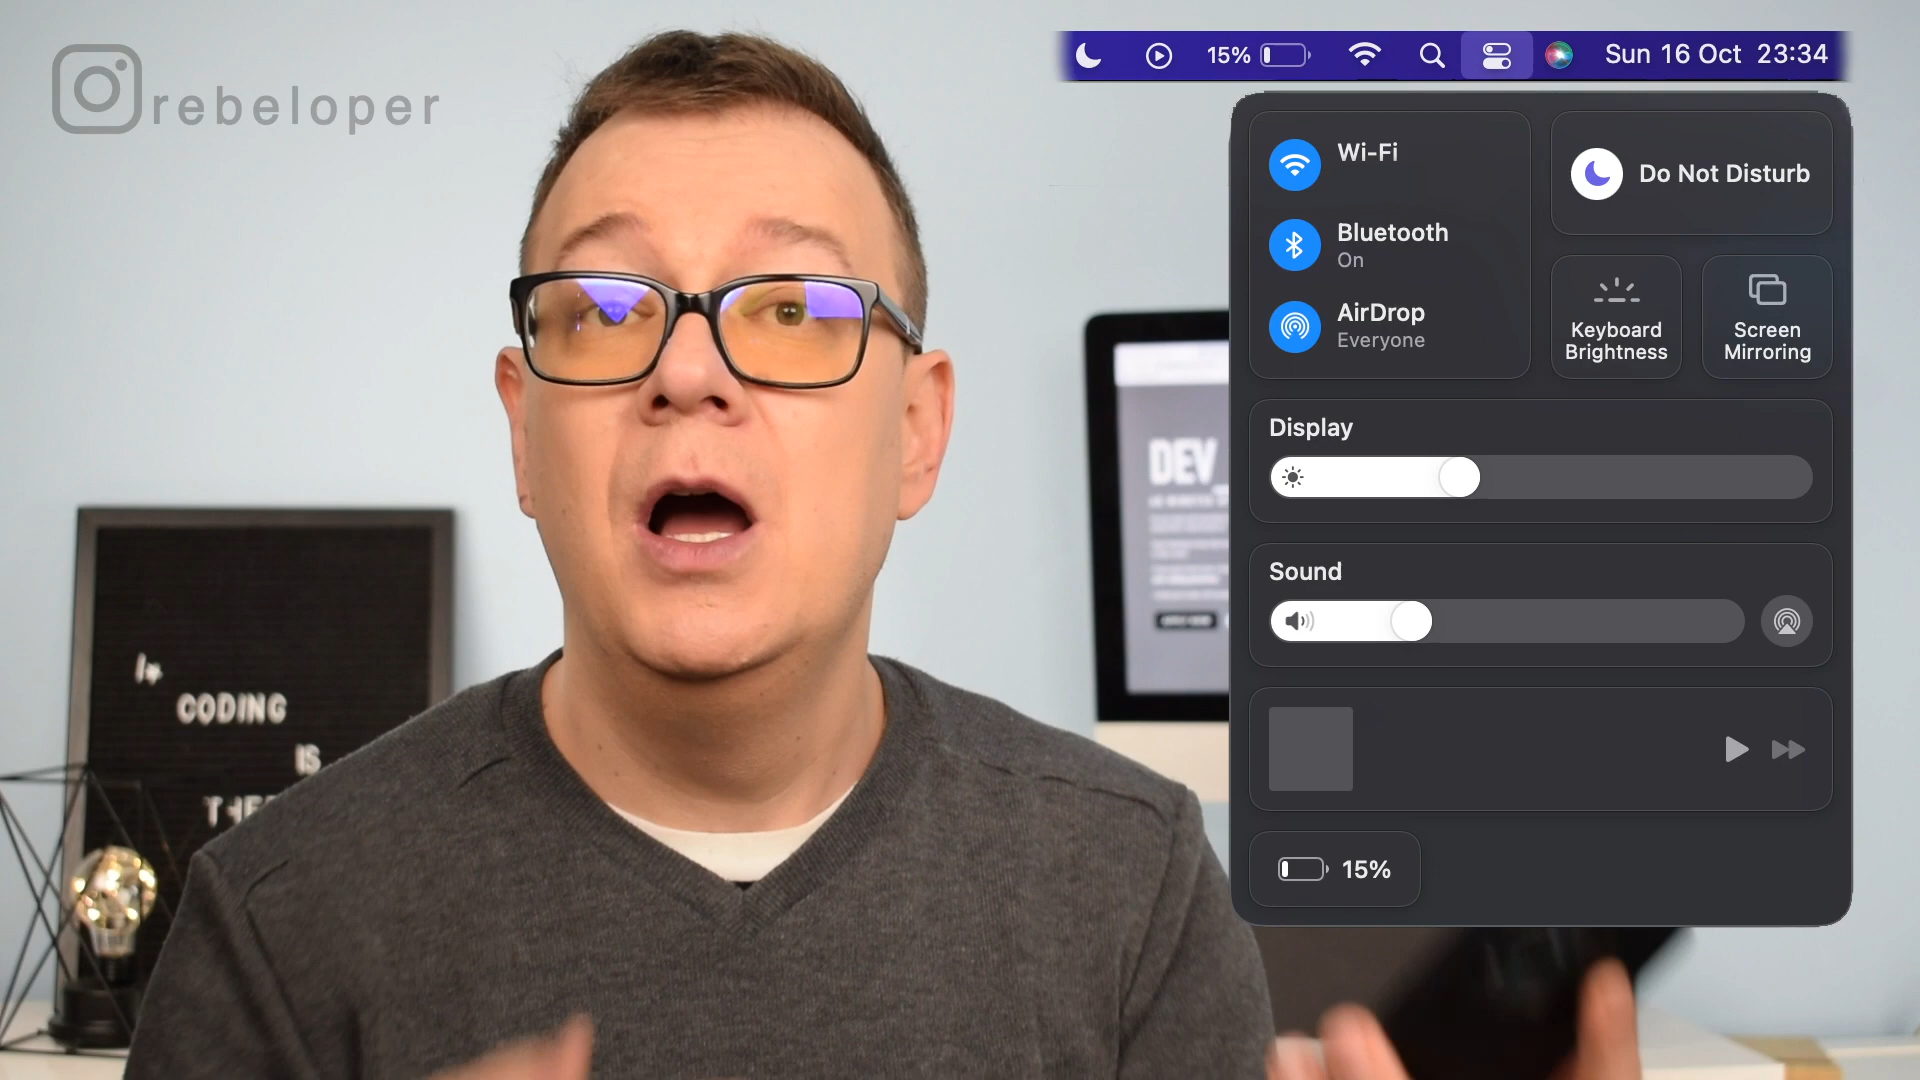 rebeloper
15%
Sun 16 Oct 23:34
Wi-Fi
Do Not Disturb
Bluetooth
On
AirDrop
Everyone
Keyboard
Brightness
Screen
Mirroring
Display
Sound
15%
DEV
CODING
IS